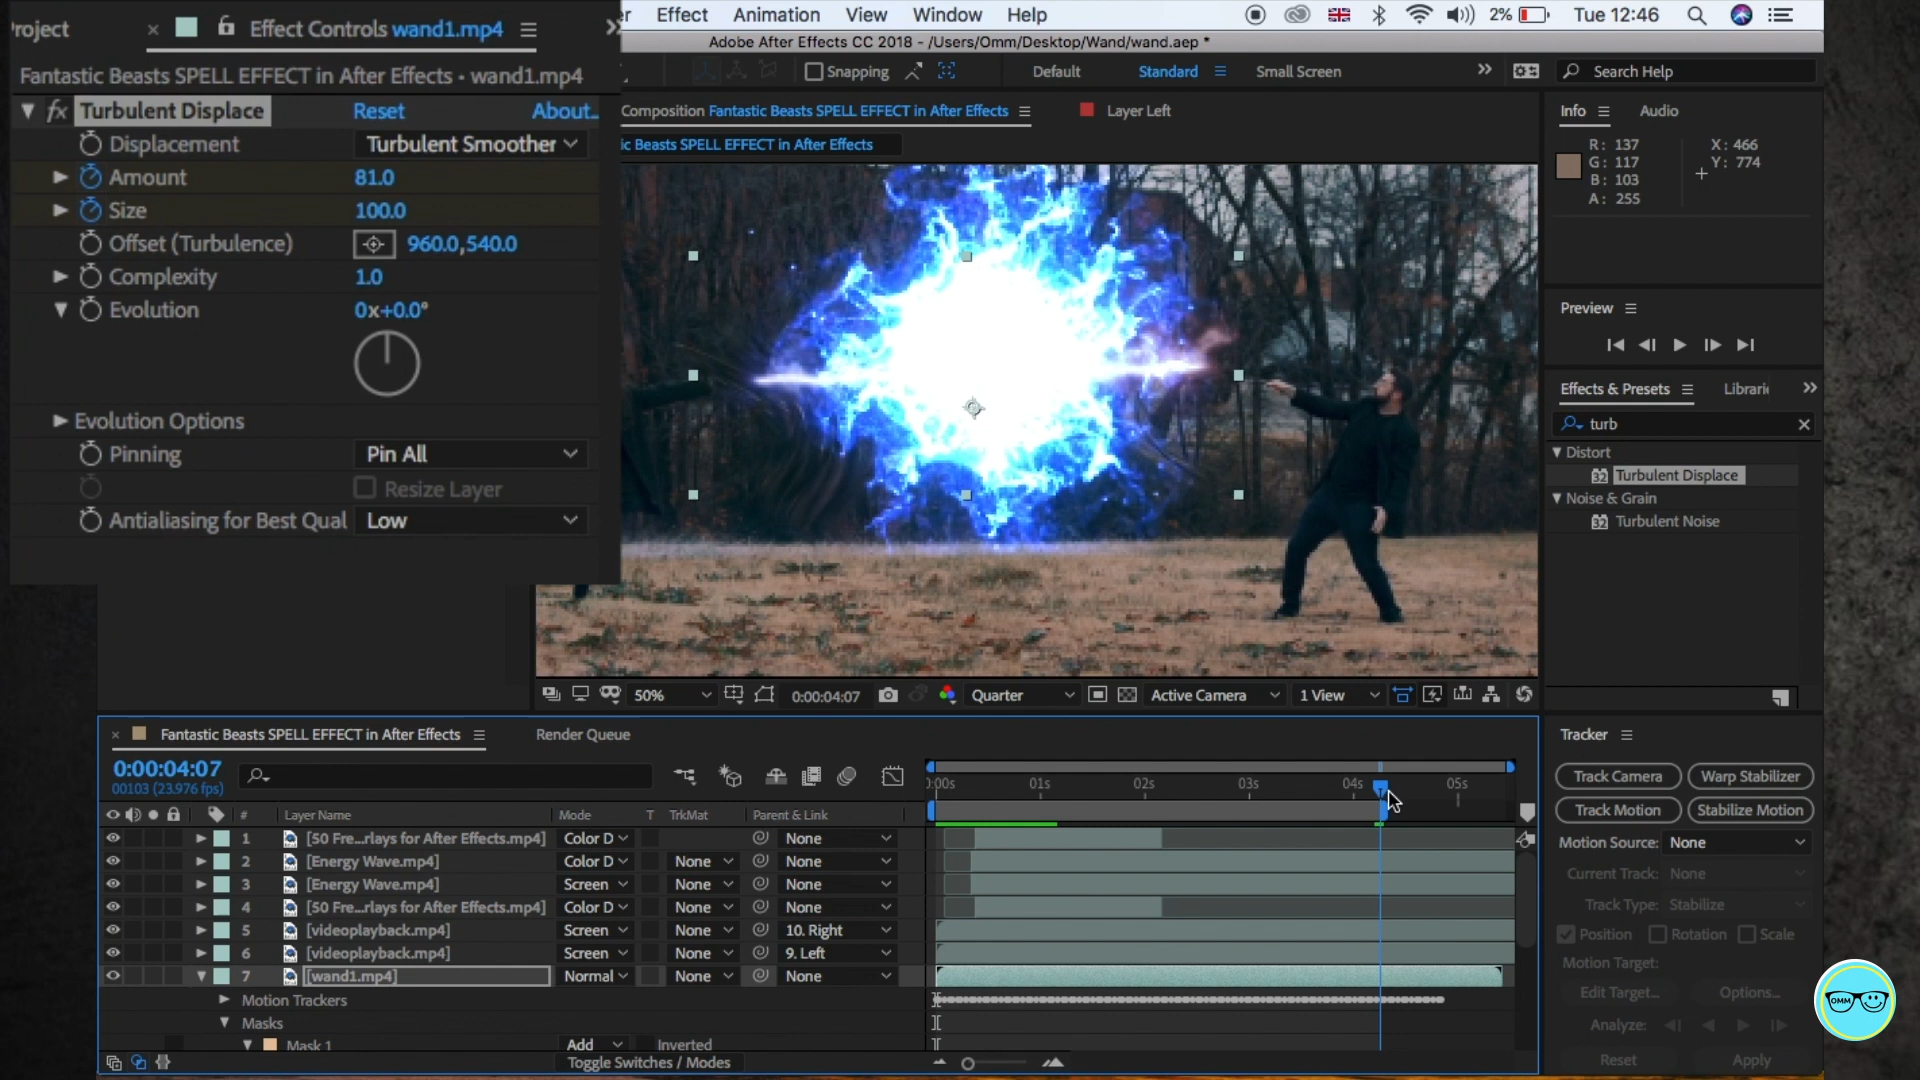 Project
× Effect Controls wand1.mp4
Fantastic Beasts SPELL EFFECT in After Effects • wand1.mp4
fx Turbulent Displace Reset About...
Displacement Turbulent Smoother
Amount 81.0
Size 100.0
Offset (Turbulence) 960.0,540.0
Complexity 1.0
Evolution 0x+0.0°
Evolution Options
Pinning Pin All
Resize Layer
Antialiasing for Best Qual Low
Effect Animation View Window Help
2% Tue 12:46
Adobe After Effects CC 2018 - /Users/Omm/Desktop/Wand/wand.aep *
Snapping Default Standard Small Screen Search Help
Composition Fantastic Beasts SPELL EFFECT in After Effects Layer Left
ic Beasts SPELL EFFECT in After Effects
Info Audio
R: 137 X: 466
G: 117 Y: 774
B: 103
A: 255
Preview
Effects & Presets Librari
turb
Distort
32 Turbulent Displace
Noise & Grain
32 Turbulent Noise
50% 0:00:04:07 Quarter Active Camera 1 View
× Fantastic Beasts SPELL EFFECT in After Effects Render Queue
0:00:04:07
00103 (23.976 fps)
:00s 01s 02s 03s 04s 05s
# Layer Name Mode T TrkMat Parent & Link
1 [50 Fre...rlays for After Effects.mp4] Color D None
2 [Energy Wave.mp4] Color D None None
3 [Energy Wave.mp4] Screen None None
4 [50 Fre...rlays for After Effects.mp4] Color D None None
5 [videoplayback.mp4] Screen None 10. Right
6 [videoplayback.mp4] Screen None 9. Left
7 [wand1.mp4] Normal None None
Motion Trackers
Masks
Mask 1 Add Inverted
Toggle Switches / Modes
Tracker
Track Camera Warp Stabilizer
Track Motion Stabilize Motion
Motion Source: None
Current Track: None
Track Type: Stabilize
Position Rotation Scale
Motion Target:
Edit Target... Options...
Analyze:
Reset Apply
OMM